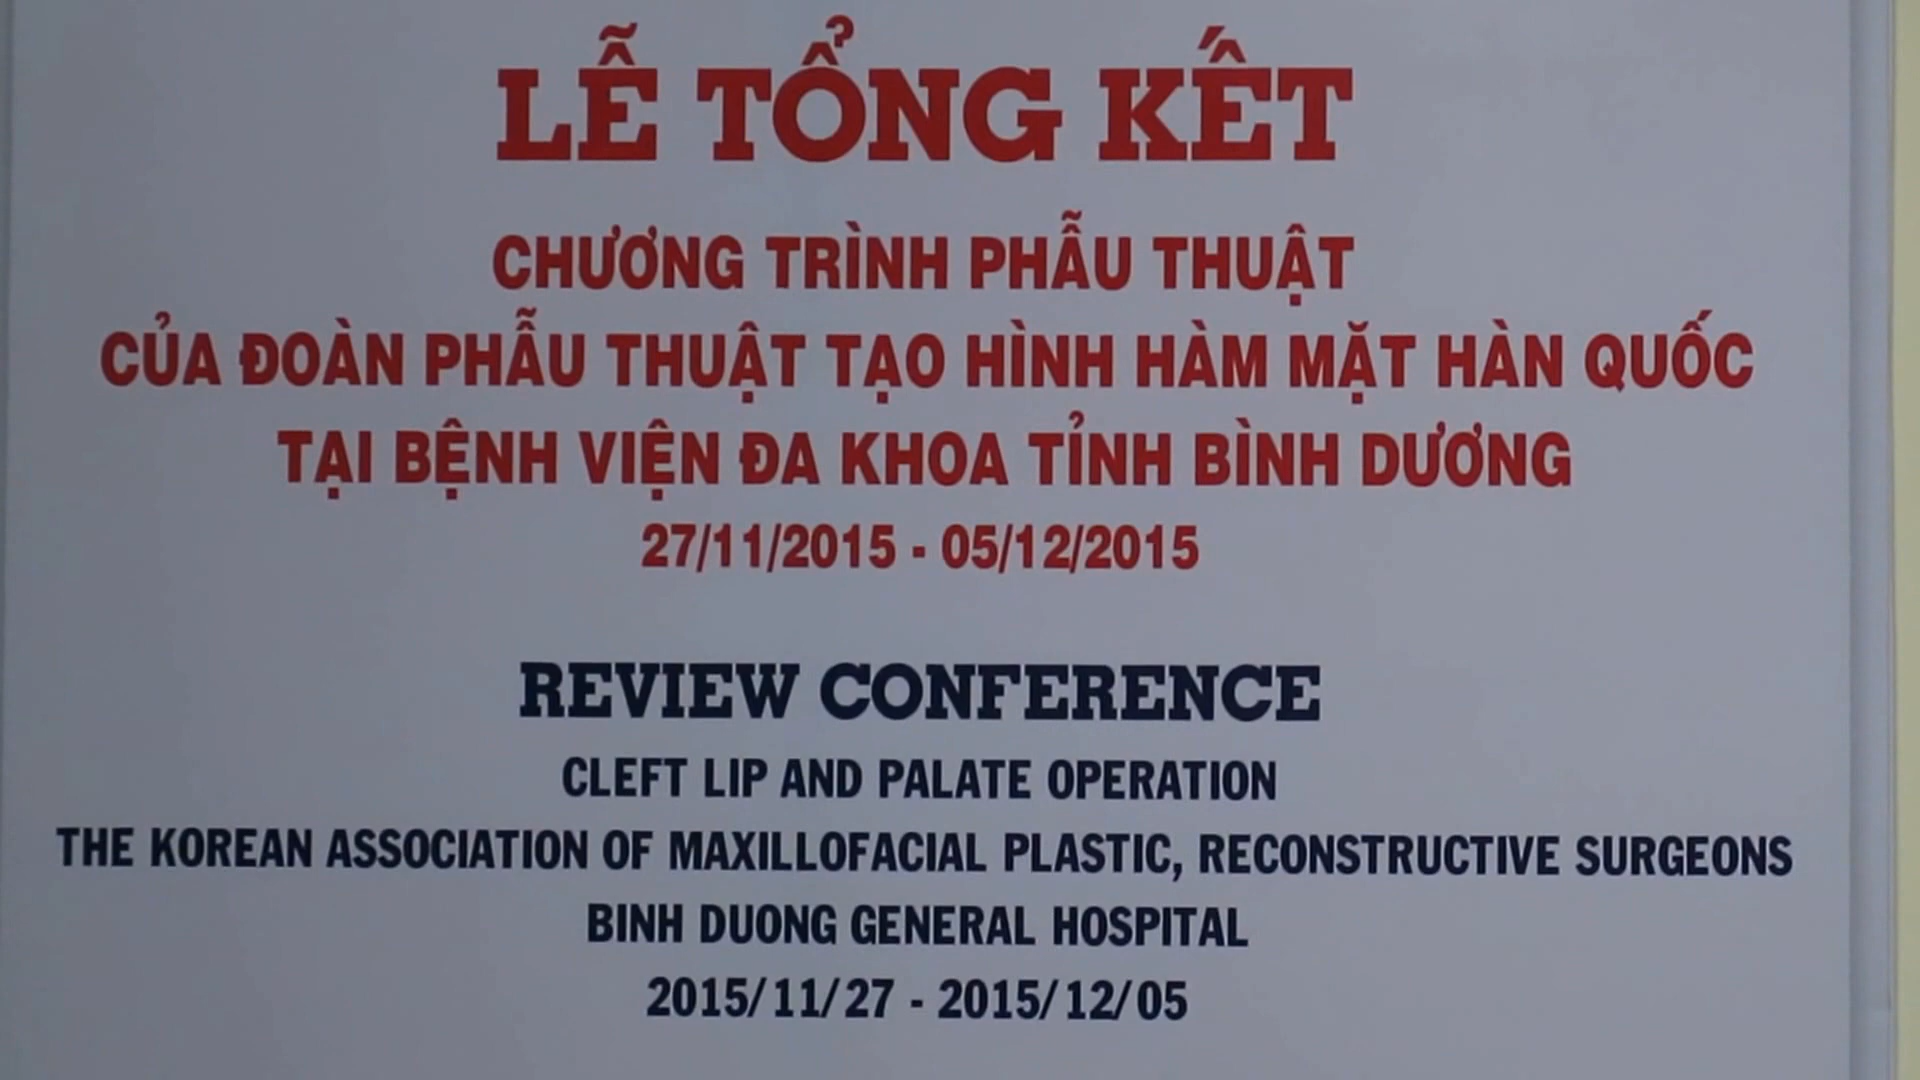 LỄ TỔNG KẾT
CHƯƠNG TRÌNH PHẪU THUẬT
CỦA ĐOÀN PHẪU THUẬT TẠO HÌNH HÀM MẶT HÀN QUỐC
TẠI BỆNH VIỆN ĐA KHOA TỈNH BÌNH DƯƠNG
27/11/2015 - 05/12/2015
REVIEW CONFERENCE
CLEFT LIP AND PALATE OPERATION
THE KOREAN ASSOCIATION OF MAXILLOFACIAL PLASTIC, RECONSTRUCTIVE SURGEONS
BINH DUONG GENERAL HOSPITAL
2015/11/27 - 2015/12/05